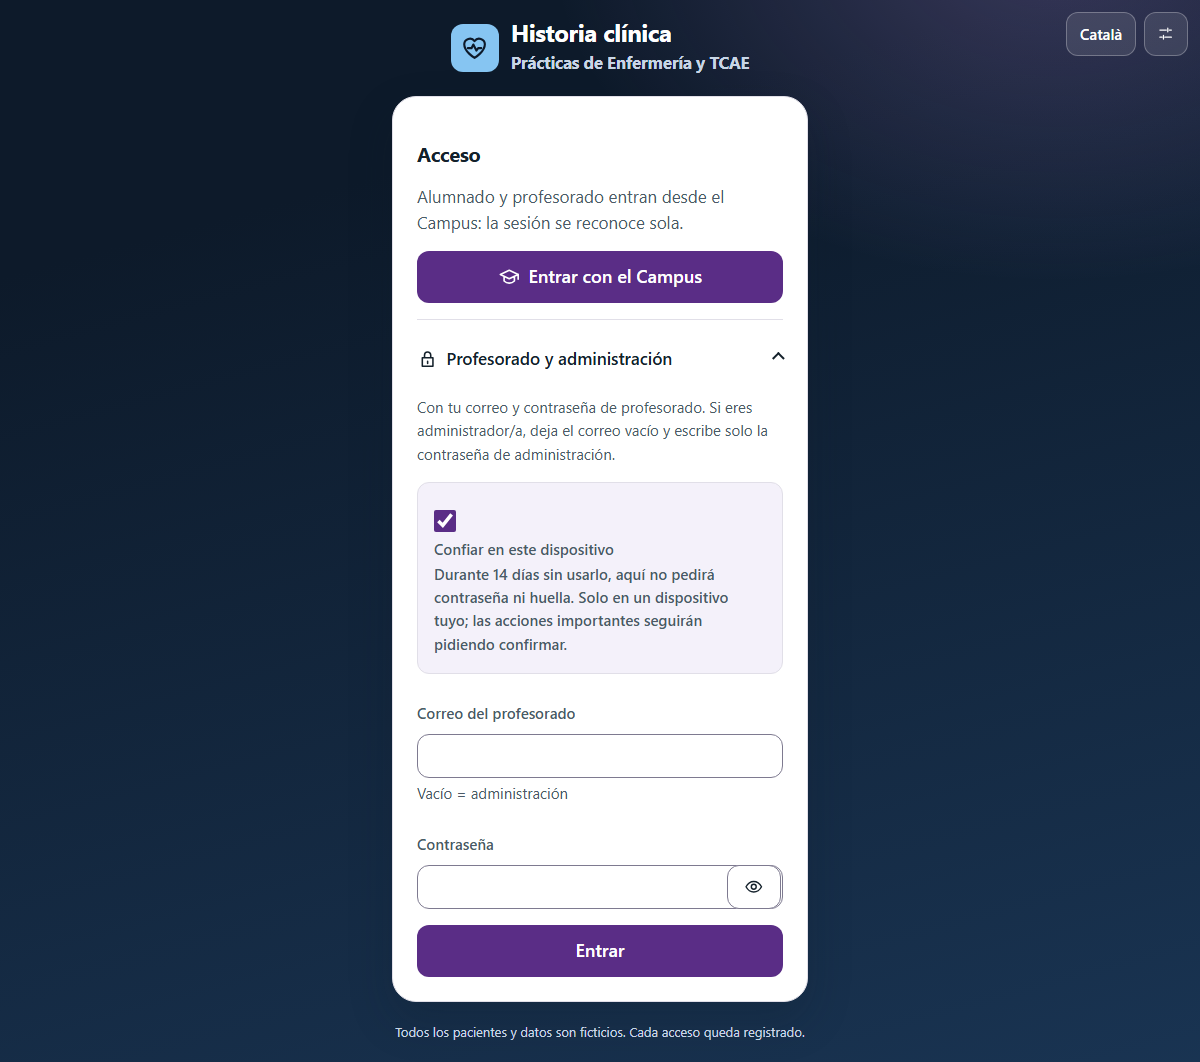 Historia clínica
Prácticas de Enfermería y TCAE
Català
Acceso
Alumnado y profesorado entran desde el
Campus: la sesión se reconoce sola.
Entrar con el Campus
Profesorado y administración
Con tu correo y contraseña de profesorado. Si eres
administrador/a, deja el correo vacío y escribe solo la
contraseña de administración.
Confiar en este dispositivo
Durante 14 días sin usarlo, aquí no pedirá
contraseña ni huella. Solo en un dispositivo
tuyo; las acciones importantes seguirán
pidiendo confirmar.
Correo del profesorado
Vacío = administración
Contraseña
Entrar
Todos los pacientes y datos son ficticios. Cada acceso queda registrado.